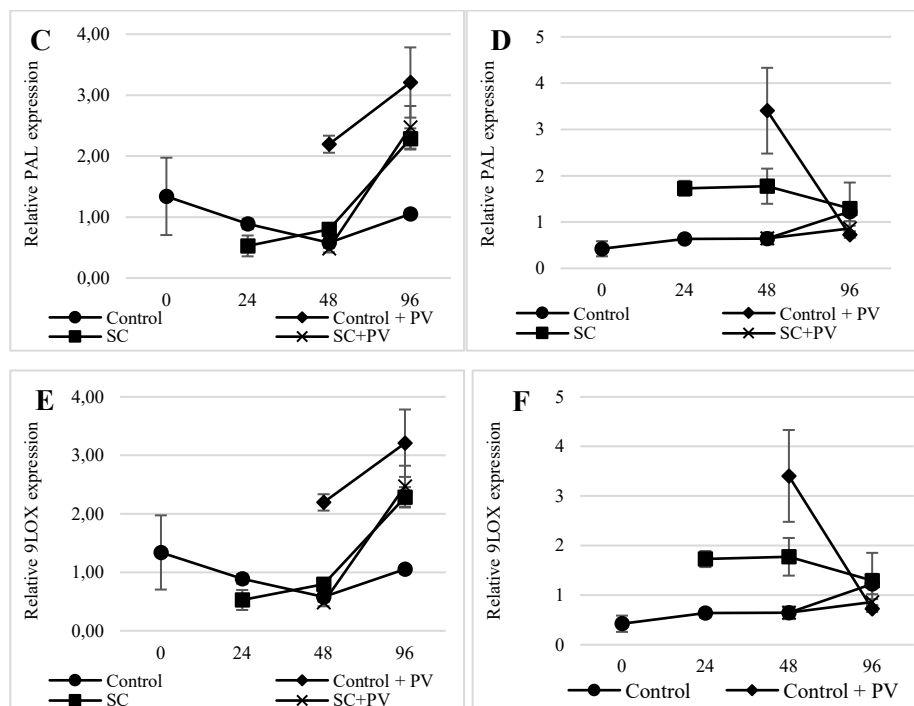 C
Relative PAL expression
4,00
3,00
2,00
1,00
0,00
0 24 48 96
Control Control + PV
SC SC+PV
D
Relative PAL expression
5
4
3
2
1
0
0 24 48 96
Control Control + PV
SC SC+PV
E
Relative 9LOX expression
4,00
3,00
2,00
1,00
0,00
0 24 48 96
Control Control + PV
SC SC+PV
F
Relative 9LOX expression
5
4
3
2
1
0
0 24 48 96
Control Control + PV